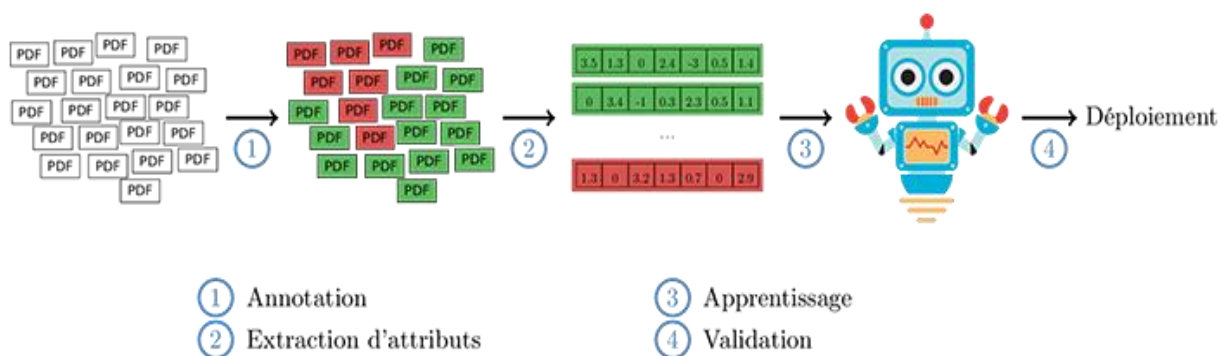 PDF PDF PDF PDF
PDF PDF PDF PDF
PDF PDF PDF PDF
PDF PDF PDF PDF
PDF PDF PDF PDF
PDF
1
PDF PDF PDF PDF
PDF PDF PDF PDF
PDF PDF PDF PDF
PDF PDF PDF PDF
PDF PDF PDF PDF
PDF
2
3.5 1.3 0 2.4 -3 0.5 1.4
0 3.4 -1 0.3 2.3 0.5 1.1
...
1.3 0 3.2 1.3 0.7 0 2.9
3
4
Déploiement
1 Annotation
2 Extraction d'attributs
3 Apprentissage
4 Validation